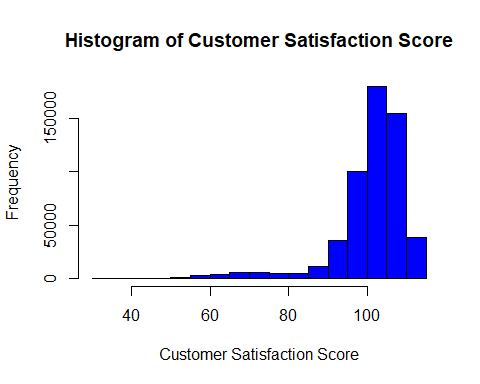 Histogram of Customer Satisfaction Score
Frequency
0
50000
150000
40
60
80
100
Customer Satisfaction Score